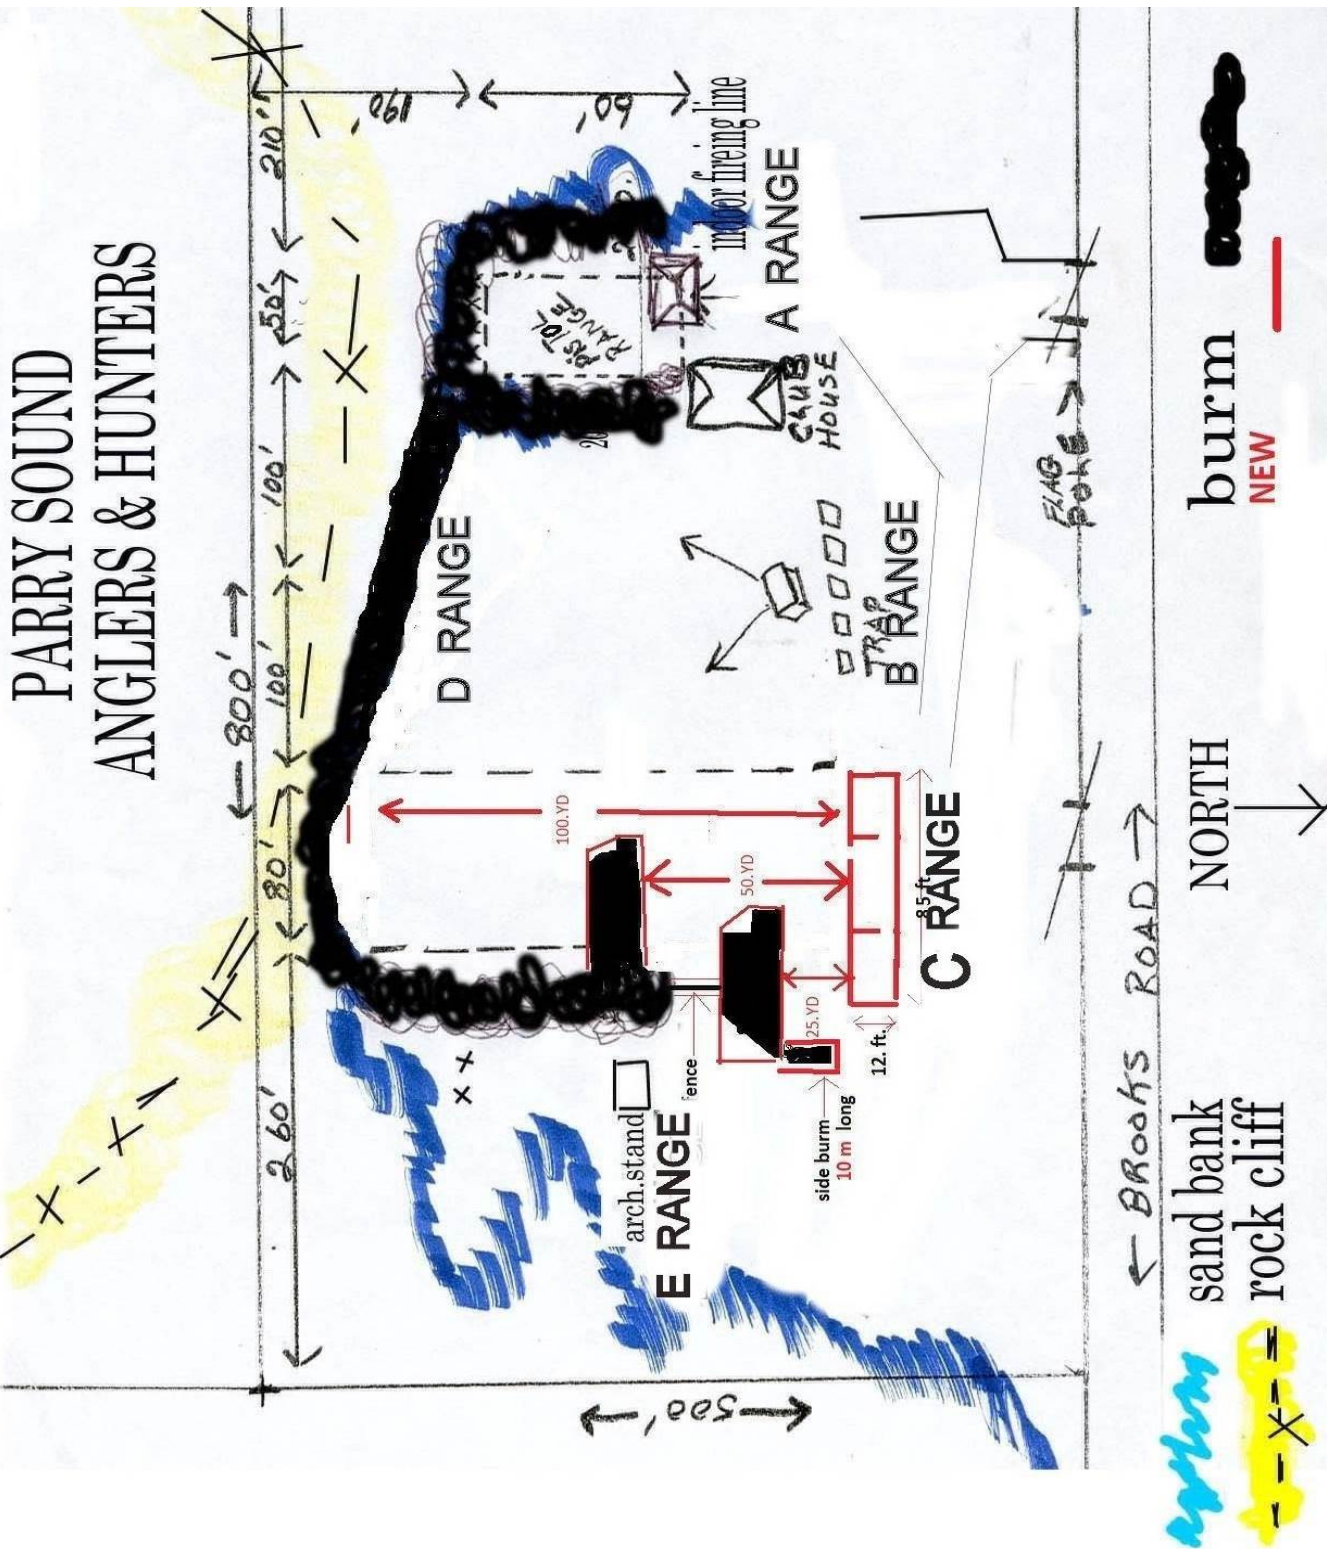 PARRY SOUND
ANGLERS & HUNTERS
800'
260'
80'
100'
100'
50'
210'
190'
60'
500'
D RANGE
PISTOL
RANGE
indoor fireing line
A RANGE
CLUB
HOUSE
TRAP
B RANGE
100.YD
50.YD
25.YD
85 ft
C RANGE
12. ft.
arch.stand
E RANGE
fence
side burm
10 m long
FLAG
POLE
BROOKS ROAD
NORTH
sand bank
rock cliff
burm
NEW